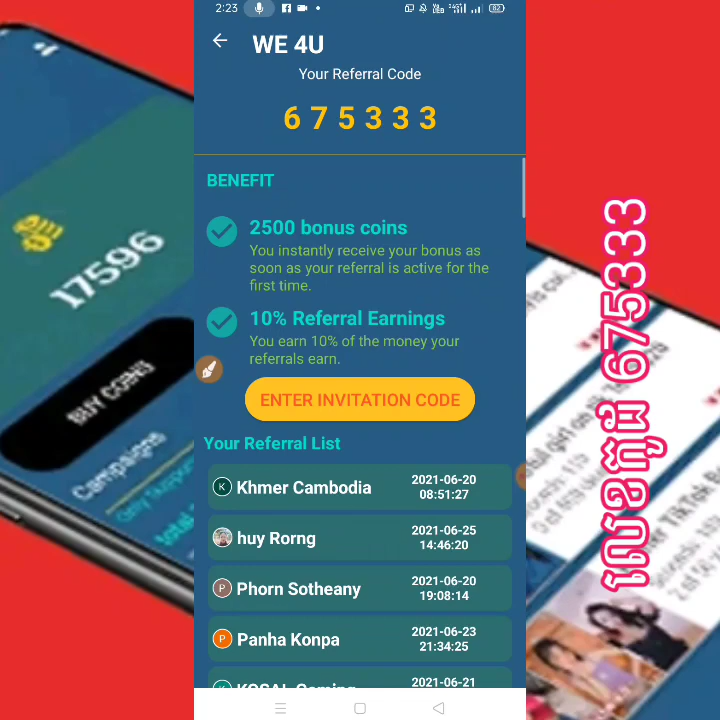 2:23
82
WE 4U
Your Referral Code
675333
BENEFIT
2500 bonus coins
You instantly receive your bonus as
soon as your referral is active for the
first time.
10% Referral Earnings
You earn 10% of the money your
referrals earn.
ENTER INVITATION CODE
Your Referral List
K Khmer Cambodia
2021-06-20
08:51:27
huy Rorng
2021-06-25
14:46:20
P Phorn Sotheany
2021-06-20
19:08:14
P Panha Konpa
2021-06-23
21:34:25
2021-06-21
17596
BUY COINS
Campaigns
លេខកូដ 675333